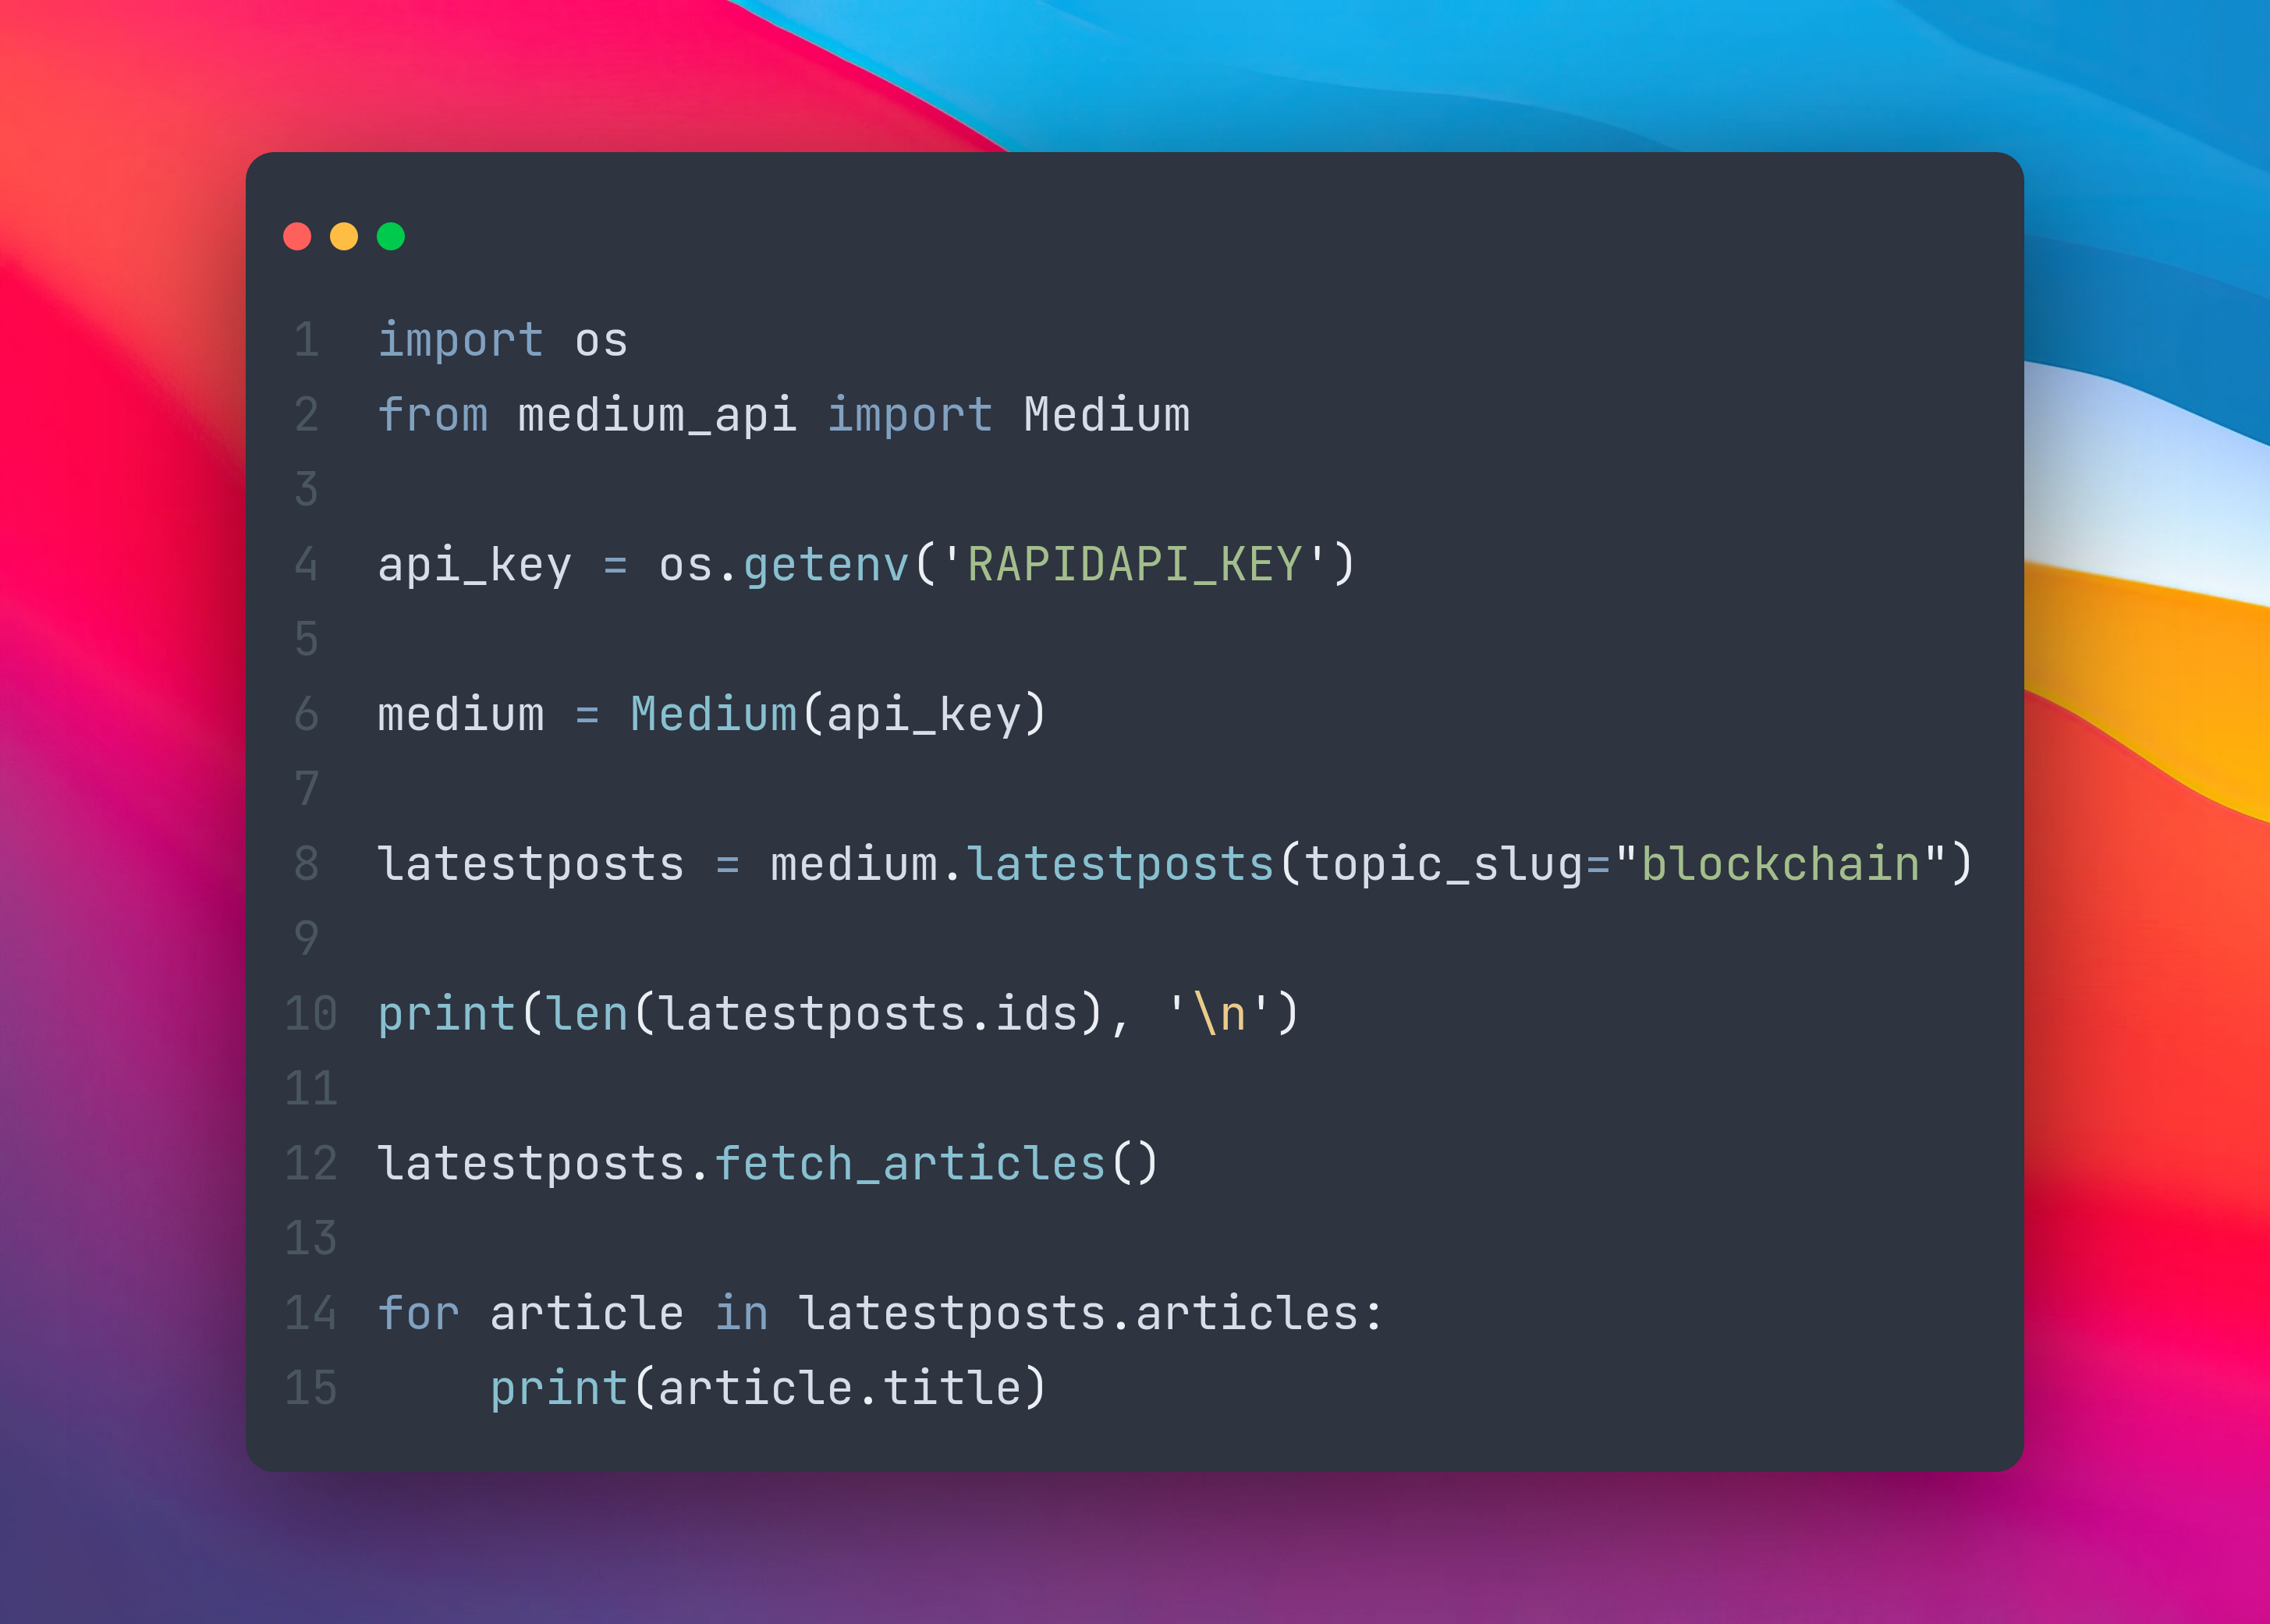 1 import os
2 from medium_api import Medium
3
4 api_key = os.getenv('RAPIDAPI_KEY')
5
6 medium = Medium(api_key)
7
8 latestposts = medium.latestposts(topic_slug="blockchain")
9
10 print(len(latestposts.ids), '\n')
11
12 latestposts.fetch_articles()
13
14 for article in latestposts.articles:
15     print(article.title)